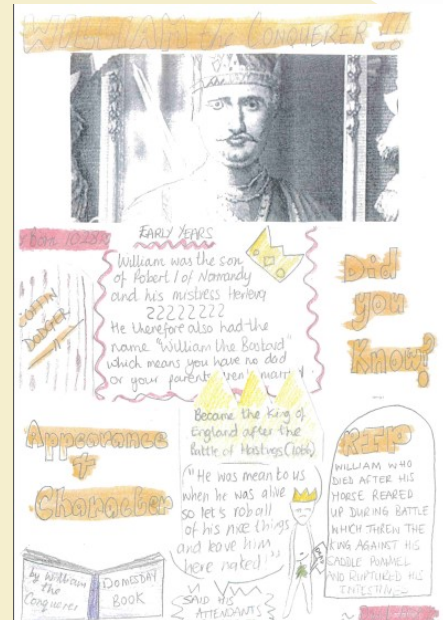 WILLIAM the CONQUERER!!
Born 1028
EARLY YEARS
William was the son
of Robert I of Normandy
and his mistress Herleva
????????
He therefore also had the
name "William the Bastard"
which means you have no dad
or your parents weren't married
COFFIN
DODGER
Did
you
Know?
Became the King of
England after the
Battle of Hastings (1066)
Appearance
+
Character
"He was mean to us
when he was alive
so let's rob all
of his nice things
and leave him
here naked!"
SAID HIS
ATTENDANTS
RIP
WILLIAM WHO
DIED AFTER HIS
HORSE REARED
UP DURING BATTLE
WHICH THREW THE
KING AGAINST HIS
SADDLE POMMEL
AND RUPTURED HIS
INTESTINES
by William
the
Conquerer
DOMESDAY
BOOK